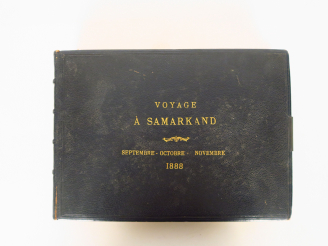 VOYAGE
À SAMARKAND
SEPTEMBRE - OCTOBRE - NOVEMBRE
1888